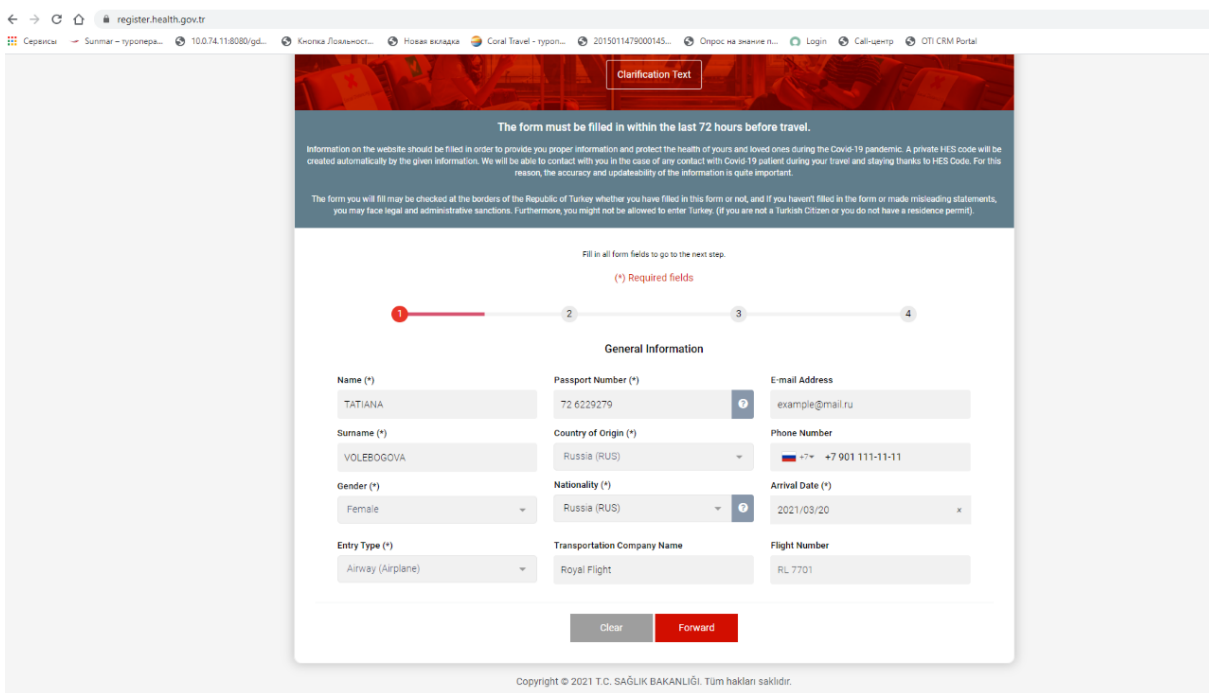 register.health.gov.tr
Сервисы Sunmar – туропера... 10.0.74.11:8080/gd... Кнопка Лояльност... Новая вкладка Coral Travel - туроп... 2015011479000145... Опрос на знание п... Login Call-центр OTI CRM Portal
Clarification Text
The form must be filled in within the last 72 hours before travel.
Information on the website should be filled in order to provide you proper information and protect the health of yours and loved ones during the Covid-19 pandemic. A private HES code will be
created automatically by the given information. We will be able to contact with you in the case of any contact with Covid-19 patient during your travel and staying thanks to HES Code. For this
reason, the accuracy and updateability of the information is quite important.
The form you will fill may be checked at the borders of the Republic of Turkey whether you have filled in this form or not, and If you haven't filled in the form or made misleading statements,
you may face legal and administrative sanctions. Furthermore, you might not be allowed to enter Turkey. (if you are not a Turkish Citizen or you do not have a residence permit).
Fill in all form fields to go to the next step.
(*) Required fields
1 2 3 4
General Information
Name (*) Passport Number (*) E-mail Address
TATIANA 72 6229279 ? example@mail.ru
Surname (*) Country of Origin (*) Phone Number
VOLEBOGOVA Russia (RUS) +7 +7 901 111-11-11
Gender (*) Nationality (*) Arrival Date (*)
Female Russia (RUS) ? 2021/03/20 x
Entry Type (*) Transportation Company Name Flight Number
Airway (Airplane) Royal Flight RL 7701
Clear Forward
Copyright © 2021 T.C. SAĞLIK BAKANLIĞI. Tüm hakları saklıdır.